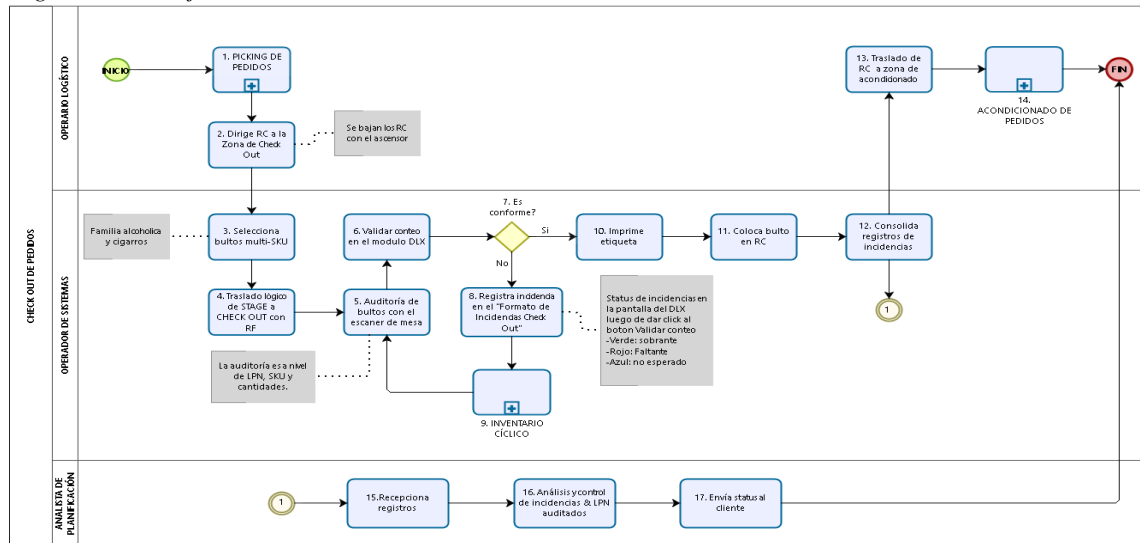 CHECK OUT DE PEDIDOS
OPERARIO LOGÍSTICO
INICIO
1. PICKING DE
PEDIDOS
2. Dirige RC a la
Zona de Check
Out
Se bajan los RC
con el ascensor
13. Traslado de
RC a zona de
acondicionado
14.
ACONDICIONADO DE
PEDIDOS
FIN
OPERADOR DE SISTEMAS
Familia alcoholica
y cigarros
3. Selecciona
bultos multi-SKU
4. Traslado lógico
de STAGE a
CHECK OUT con
RF
5. Auditoría de
bultos con el
escaner de mesa
La auditoría es a nivel
de LPN, SKU y
cantidades.
6. Validar conteo
en el modulo DLX
7. Es
conforme?
Si
No
8. Registra incidencia
en el "Formato de
Incidencias Check
Out"
9. INVENTARIO
CÍCLICO
Status de incidencias en
la pantalla del DLX
luego de dar click al
boton Validar conteo
-Verde: sobrante
-Rojo: Faltante
-Azul: no esperado
10. Imprime
etiqueta
11. Coloca bulto
en RC
12. Consolida
registros de
incidencias
1
ANALISTA DE
PLANIFICACIÓN
1
15.Recepciona
registros
16. Análisis y control
de incidencias & LPN
auditados
17. Envía status al
cliente